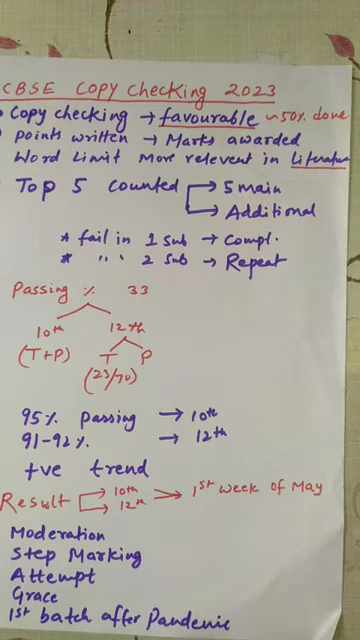 CBSE Copy Checking 2023
Copy checking → favourable ~50% done
points written → Marks awarded
Word Limit More relevent in Literature
Top 5 counted → 5 main
→ Additional
* fail in 1 Sub → Compl.
* " " 2 Sub → Repeat
Passing % 33
10th 12th
(T+P) T P
(23/70)
95% Passing → 10th
91-92% → 12th
+ve trend
Result → 10th → 1st week of May
→ 12th
Moderation
Step Marking
Attempt
Grace
1st batch after Pandemic